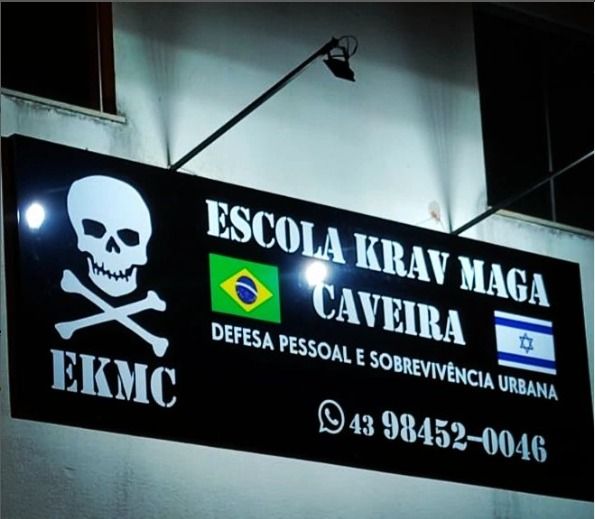 ESCOLA KRAV MAGA
CAVEIRA
DEFESA PESSOAL E SOBREVIVÊNCIA URBANA
EKMC
43 98452-0046